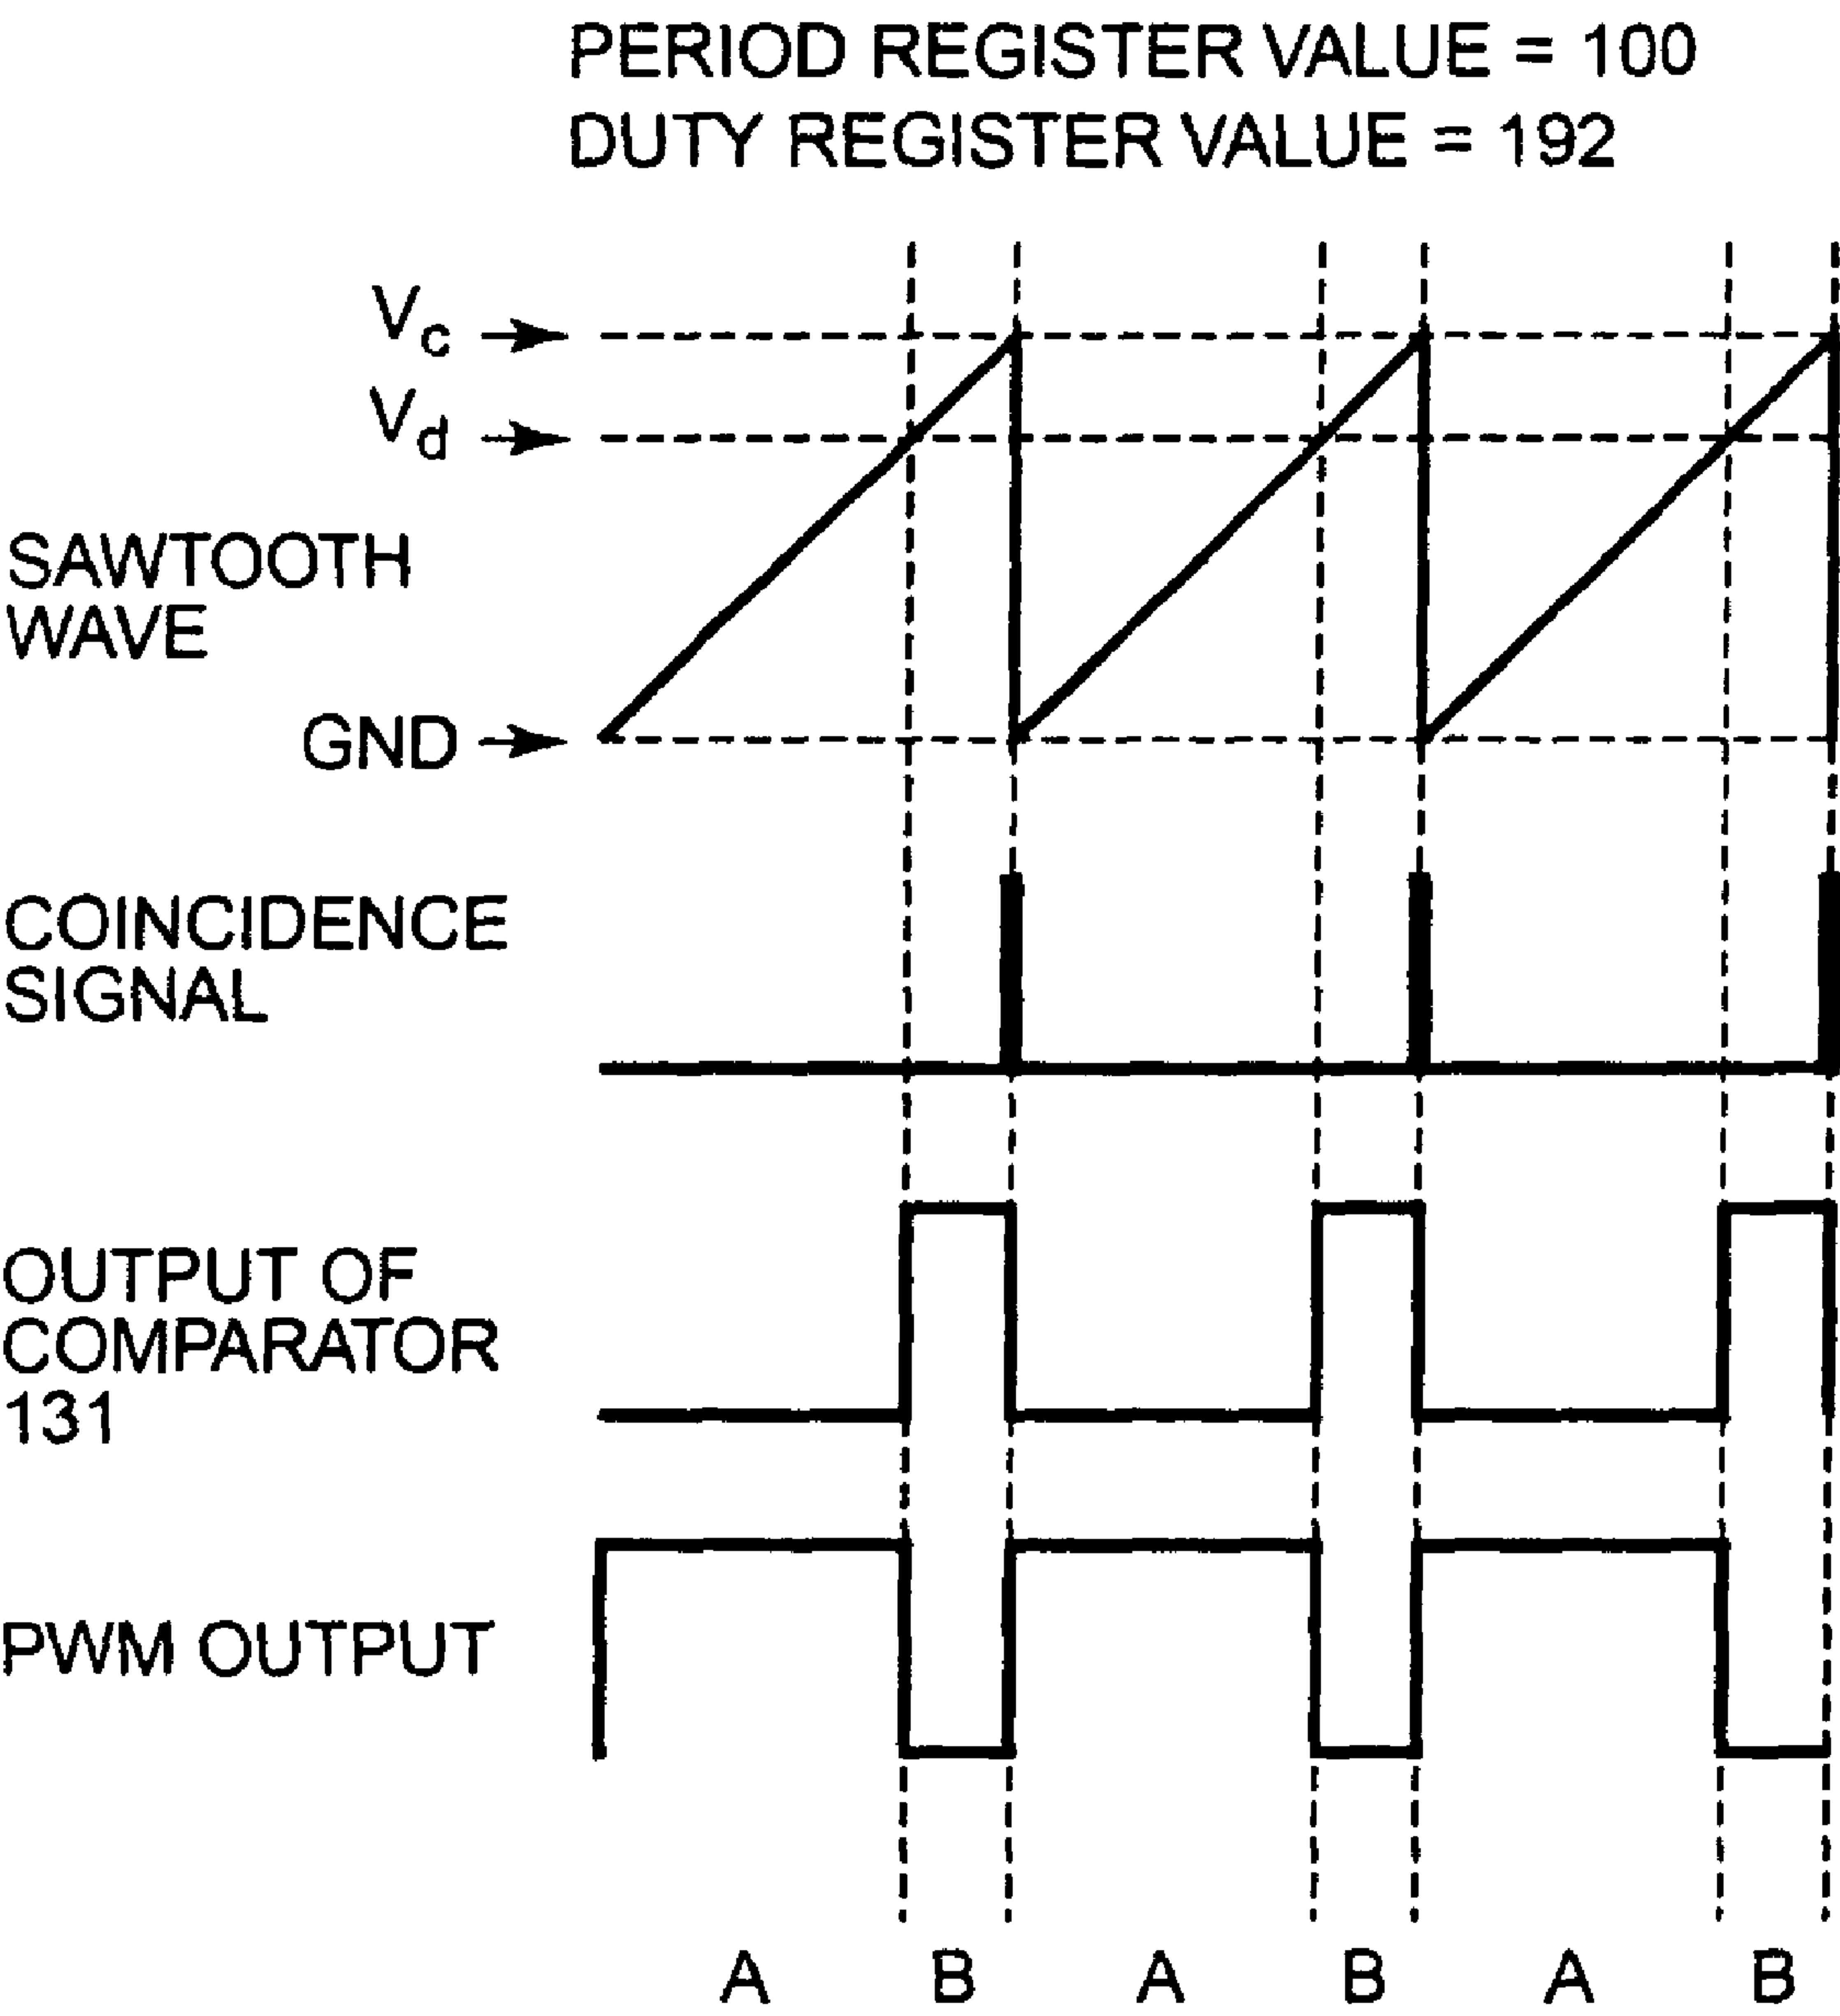 PERIOD REGISTER VALUE = 100
DUTY REGISTER VALUE = 192
Vc
Vd
SAWTOOTH
WAVE
GND
COINCIDENCE
SIGNAL
OUTPUT OF
COMPARATOR
131
PWM OUTPUT
A B A B A B